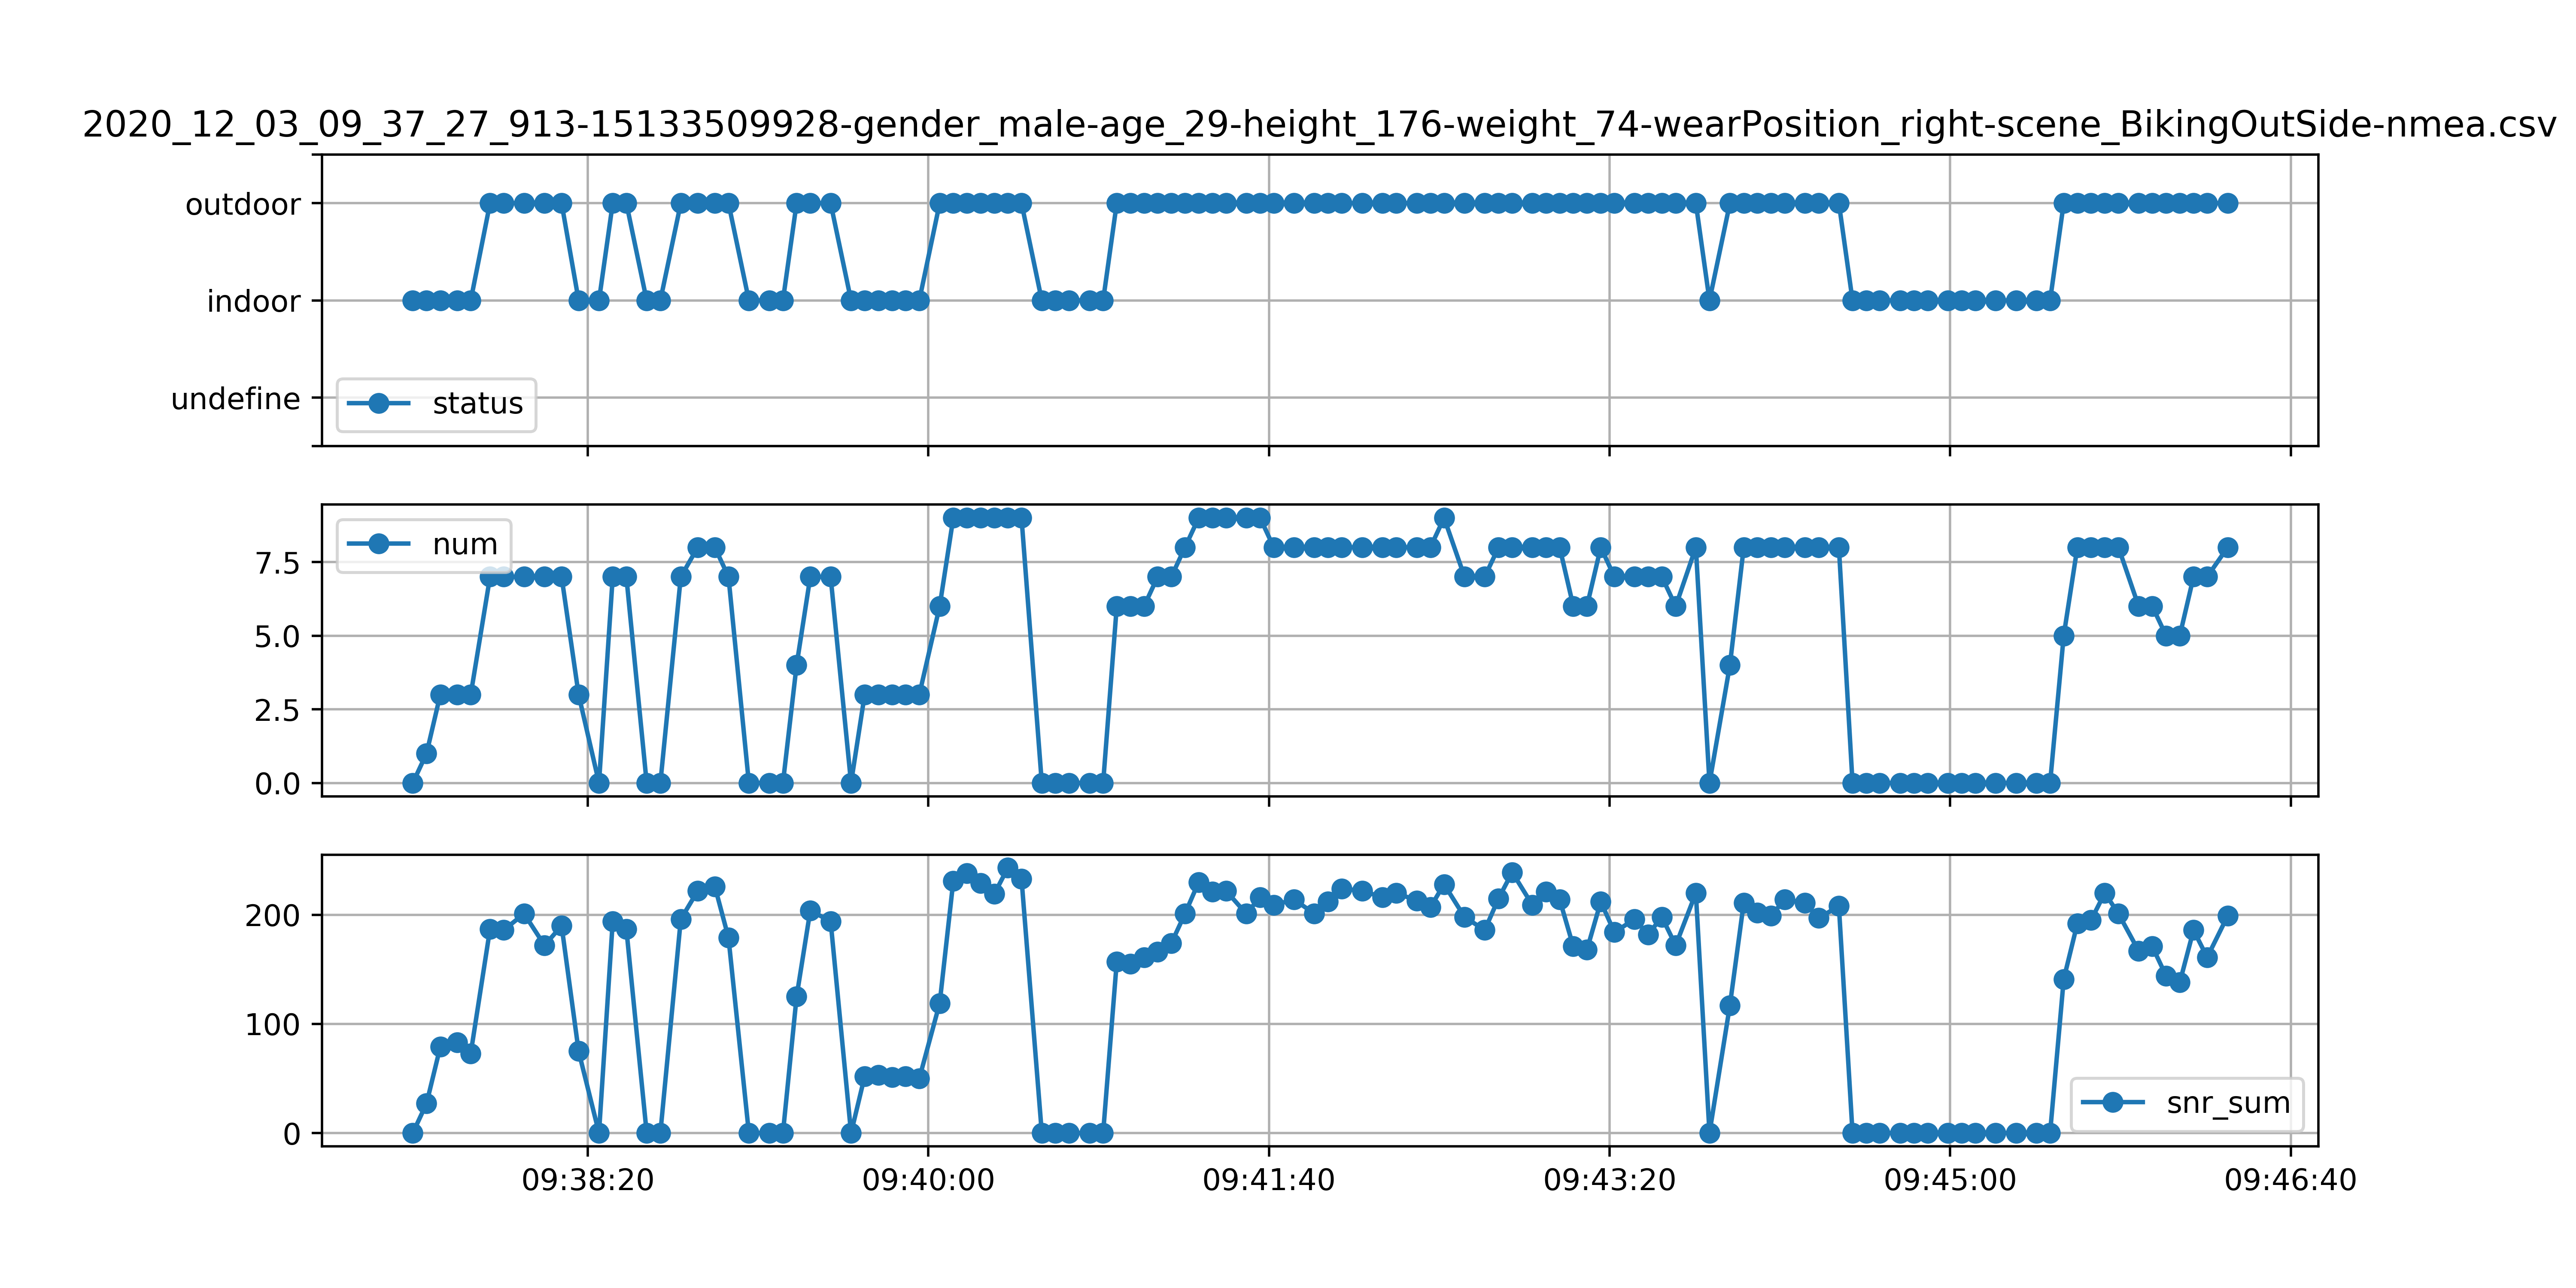 2020_12_03_09_37_27_913-15133509928-gender_male-age_29-height_176-weight_74-wearPosition_right-scene_BikingOutSide-nmea.csv
outdoor
indoor
undefine
status
num
7.5
5.0
2.5
0.0
200
100
0
snr_sum
09:38:20 09:40:00 09:41:40 09:43:20 09:45:00 09:46:40